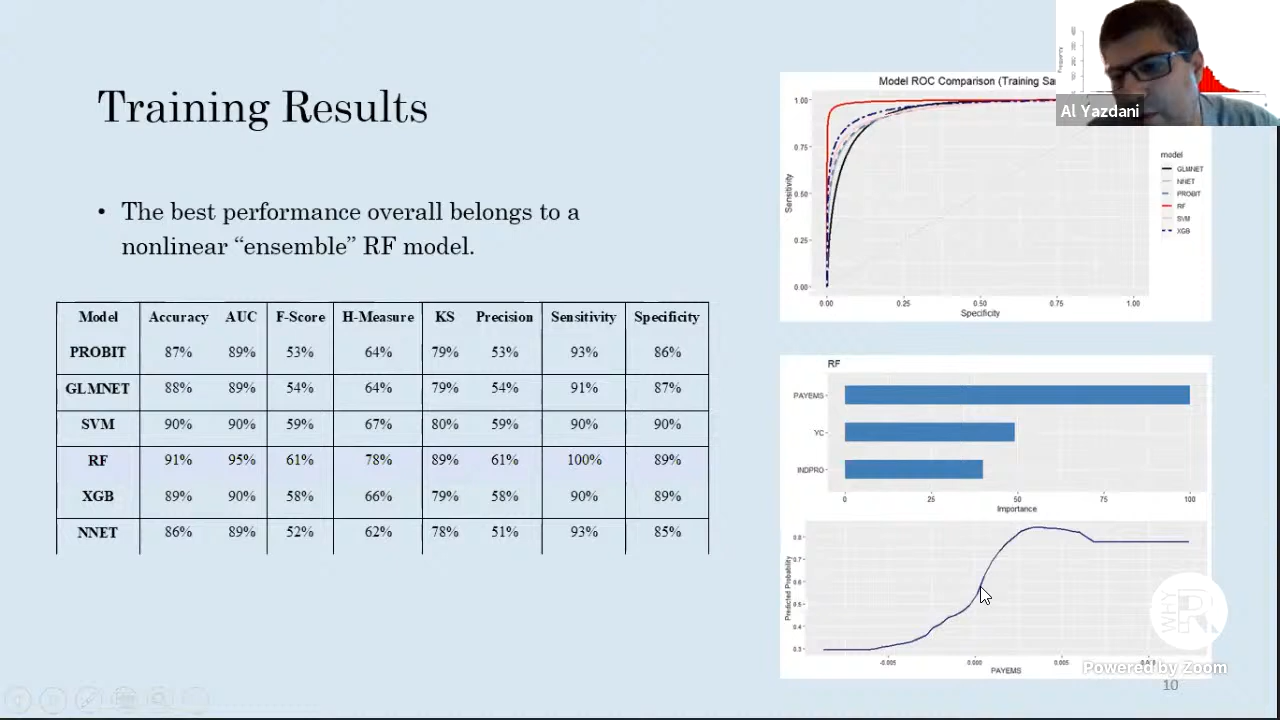 Training Results
• The best performance overall belongs to a
nonlinear “ensemble” RF model.
Model Accuracy AUC F-Score H-Measure KS Precision Sensitivity Specificity
PROBIT 87% 89% 53% 64% 79% 53% 93% 86%
GLMNET 88% 89% 54% 64% 79% 54% 91% 87%
SVM 90% 90% 59% 67% 80% 59% 90% 90%
RF 91% 95% 61% 78% 89% 61% 100% 89%
XGB 89% 90% 58% 66% 79% 58% 90% 89%
NNET 86% 89% 52% 62% 78% 51% 93% 85%
Frequency
Al Yazdani
Model ROC Comparison (Training Sa
1.00
0.75
0.50
0.25
0.00
Sensitivity
0.00 0.25 0.50 0.75 1.00
Specificity
model
GLMNET
NNET
PROBIT
RF
SVM
XGB
RF
PAYEMS
YC
INDPRO
0 25 50 75 100
Importance
0.8
0.7
0.6
0.5
0.4
0.3
Predicted Probability
-0.005 0.000 0.005
PAYEMS
WHY R
Powered by Zoom
10